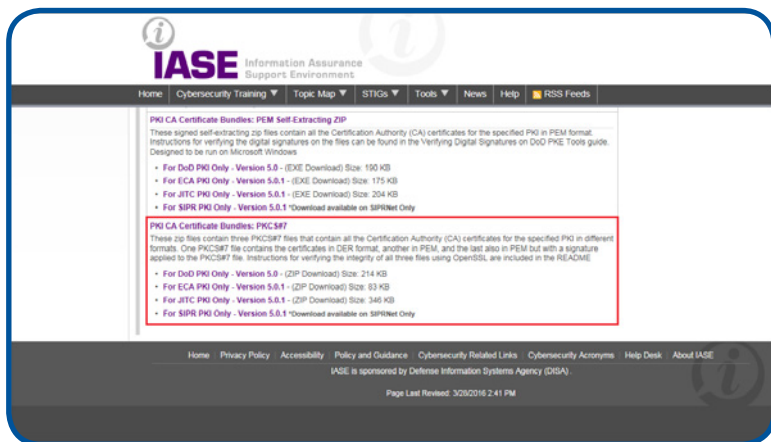 IASE Information Assurance
Support Environment
Home Cybersecurity Training ▼ Topic Map ▼ STIGs ▼ Tools ▼ News Help RSS Feeds
PKI CA Certificate Bundles: PEM Self-Extracting ZIP
These signed self-extracting zip files contain all the Certification Authority (CA) certificates for the specified PKI in PEM format.
Instructions for verifying the digital signatures on the files can be found in the Verifying Digital Signatures on DoD PKE Tools guide.
Designed to be run on Microsoft Windows
• For DoD PKI Only - Version 5.0 - (EXE Download) Size: 190 KB
• For ECA PKI Only - Version 5.0.1 - (EXE Download) Size: 175 KB
• For JITC PKI Only - Version 5.0.1 - (EXE Download) Size: 204 KB
• For SIPR PKI Only - Version 5.0.1 *Download available on SIPRNet Only
PKI CA Certificate Bundles: PKCS#7
These zip files contain three PKCS#7 files that contain all the Certification Authority (CA) certificates for the specified PKI in different
formats. One PKCS#7 file contains the certificates in DER format, another in PEM, and the last also in PEM but with a signature
applied to the PKCS#7 file. Instructions for verifying the integrity of all three files using OpenSSL are included in the README
• For DoD PKI Only - Version 5.0 - (ZIP Download) Size: 214 KB
• For ECA PKI Only - Version 5.0.1 - (ZIP Download) Size: 83 KB
• For JITC PKI Only - Version 5.0.1 - (ZIP Download) Size: 346 KB
• For SIPR PKI Only - Version 5.0.1 *Download available on SIPRNet Only
Home Privacy Policy Accessibility Policy and Guidance Cybersecurity Related Links Cybersecurity Acronyms Help Desk About IASE
IASE is sponsored by Defense Information Systems Agency (DISA).
Page Last Revised: 3/28/2016 2:41 PM